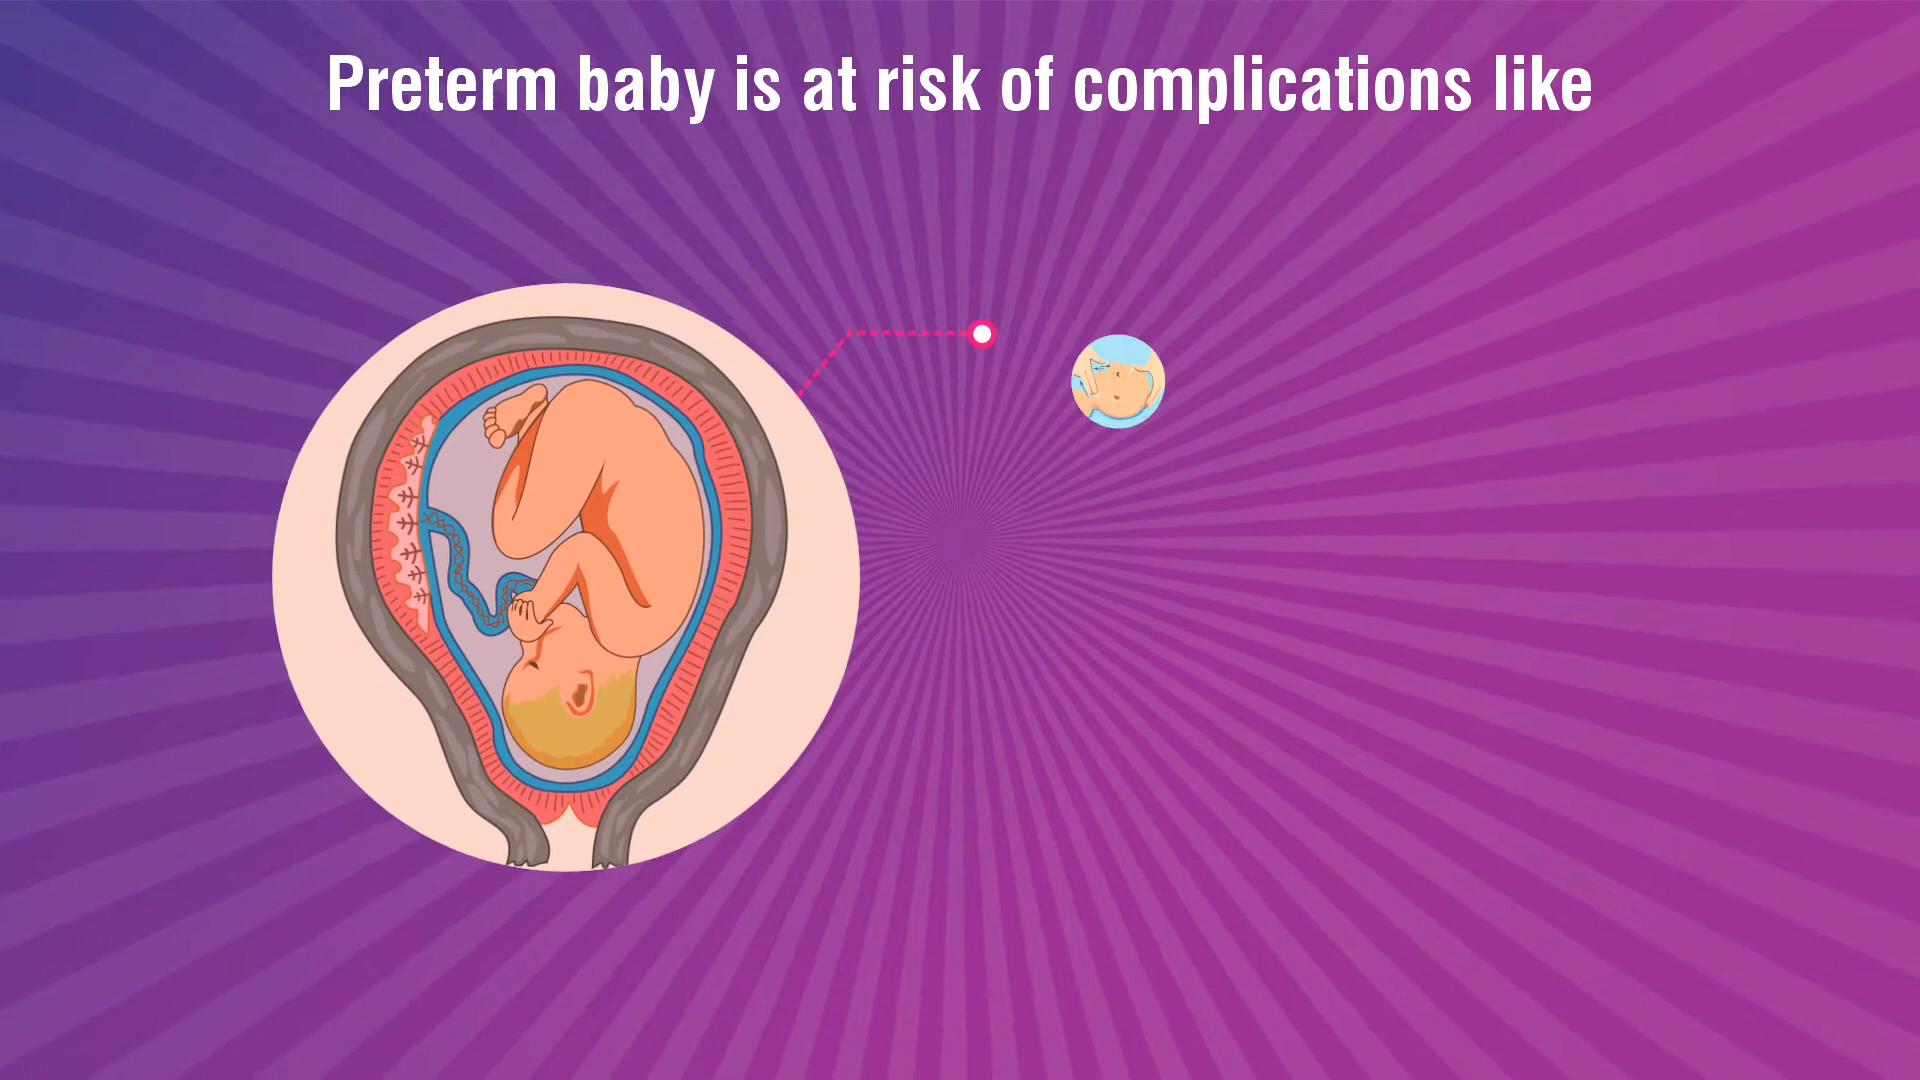 Preterm baby is at risk of complications like